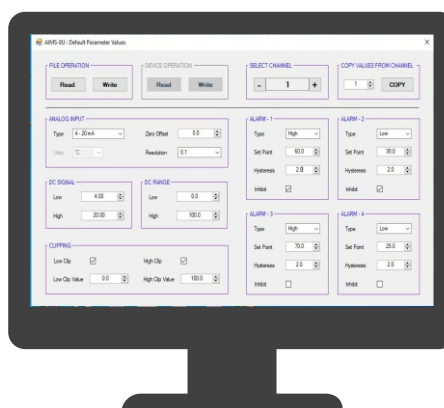 AIMS-8U : Default Parameter Values
FILE OPERATION
Read Write
DEVICE OPERATION
Read Write
SELECT CHANNEL
- 1 +
COPY VALUES FROM CHANNEL
1 COPY
ANALOG INPUT
Type 4 - 20 mA Zero Offset 0.0
Units °C Resolution 0.1
DC SIGNAL
Low 4.00
High 20.00
DC RANGE
Low 0.0
High 100.0
CLIPPING
Low Clip High Clip
Low Clip Value 0.0 High Clip Value 100.0
ALARM - 1
Type High
Set Point 60.0
Hysteresis 2.0
Inhibit
ALARM - 2
Type Low
Set Point 30.0
Hysteresis 2.0
Inhibit
ALARM - 3
Type High
Set Point 70.0
Hysteresis 2.0
Inhibit
ALARM - 4
Type Low
Set Point 25.0
Hysteresis 2.0
Inhibit